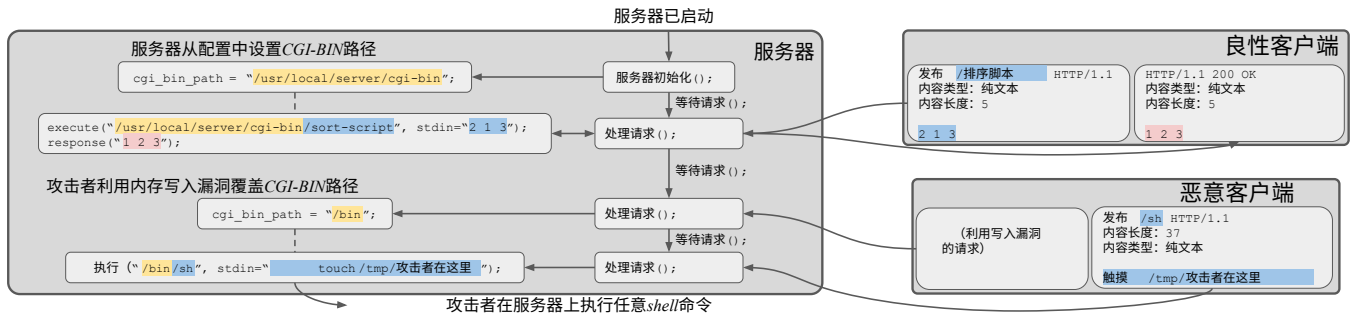 服务器已启动
服务器从配置中设置CGI-BIN路径
服务器
cgi_bin_path = “/usr/local/server/cgi-bin”;
服务器初始化();
等待请求();
execute(“/usr/local/server/cgi-bin/sort-script”, stdin=“2 1 3”);
response(“1 2 3”);
处理请求();
等待请求();
攻击者利用内存写入漏洞覆盖CGI-BIN路径
cgi_bin_path = “/bin”;
处理请求();
等待请求();
执行（“/bin/sh”, stdin=“ touch /tmp/攻击者在这里 ”);
处理请求();
攻击者在服务器上执行任意shell命令
良性客户端
发布 /排序脚本 HTTP/1.1
内容类型：纯文本
内容长度：5
2 1 3
HTTP/1.1 200 OK
内容类型：纯文本
内容长度：5
1 2 3
恶意客户端
（利用写入漏洞
的请求）
发布 /sh HTTP/1.1
内容长度：37
内容类型：纯文本
触摸 /tmp/攻击者在这里